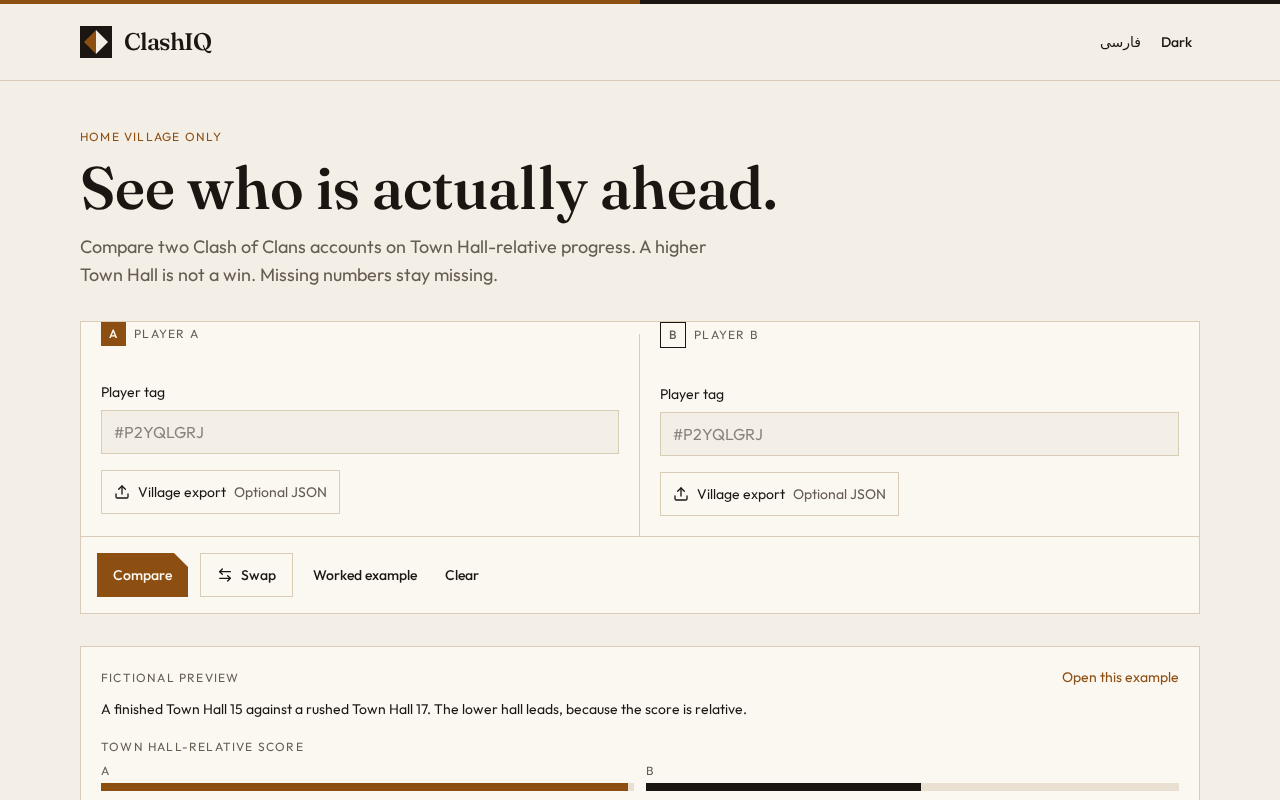 ClashIQ
فارسی
Dark
HOME VILLAGE ONLY
See who is actually ahead.
Compare two Clash of Clans accounts on Town Hall-relative progress. A higher
Town Hall is not a win. Missing numbers stay missing.
A PLAYER A
B PLAYER B
Player tag
Player tag
#P2YQLGRJ
#P2YQLGRJ
Village export Optional JSON
Village export Optional JSON
Compare
Swap
Worked example
Clear
FICTIONAL PREVIEW
Open this example
A finished Town Hall 15 against a rushed Town Hall 17. The lower hall leads, because the score is relative.
TOWN HALL-RELATIVE SCORE
A
B